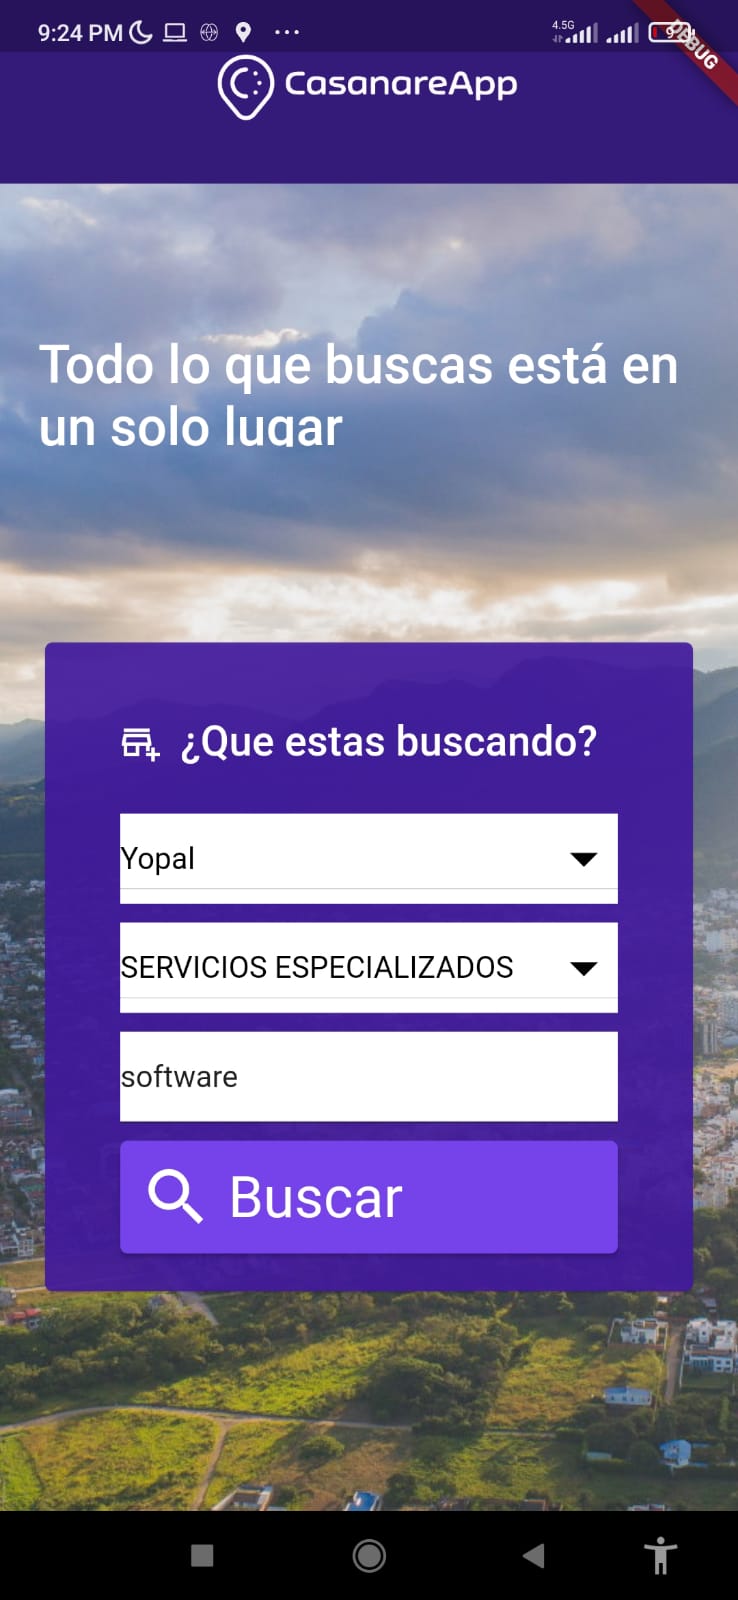 9:24 PM
4.5G
9
DEBUG
CasanareApp
Todo lo que buscas está en
un solo lugar
¿Que estas buscando?
Yopal
SERVICIOS ESPECIALIZADOS
software
Buscar